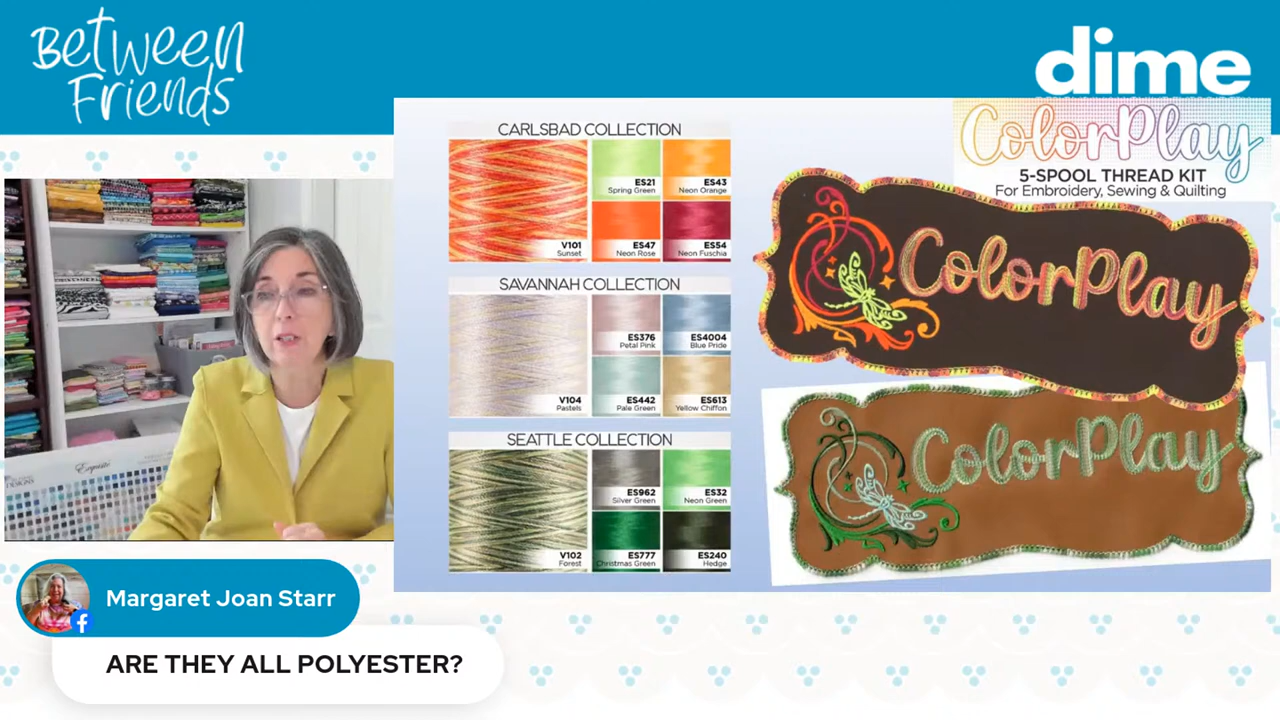 Between
Friends
dime
ColorPlay
5-SPOOL THREAD KIT
For Embroidery, Sewing & Quilting
CARLSBAD COLLECTION
ES21
Spring Green
ES43
Neon Orange
V101
Sunset
ES47
Neon Rose
ES54
Neon Fuschia
SAVANNAH COLLECTION
ES376
Petal Pink
ES4004
Blue Pride
V104
Pastels
ES442
Pale Green
ES613
Yellow Chiffon
SEATTLE COLLECTION
ES962
Silver Green
ES32
Neon Green
V102
Forest
ES777
Christmas Green
ES240
Hedge
ColorPlay
ColorPlay
Exquisite
Margaret Joan Starr
ARE THEY ALL POLYESTER?